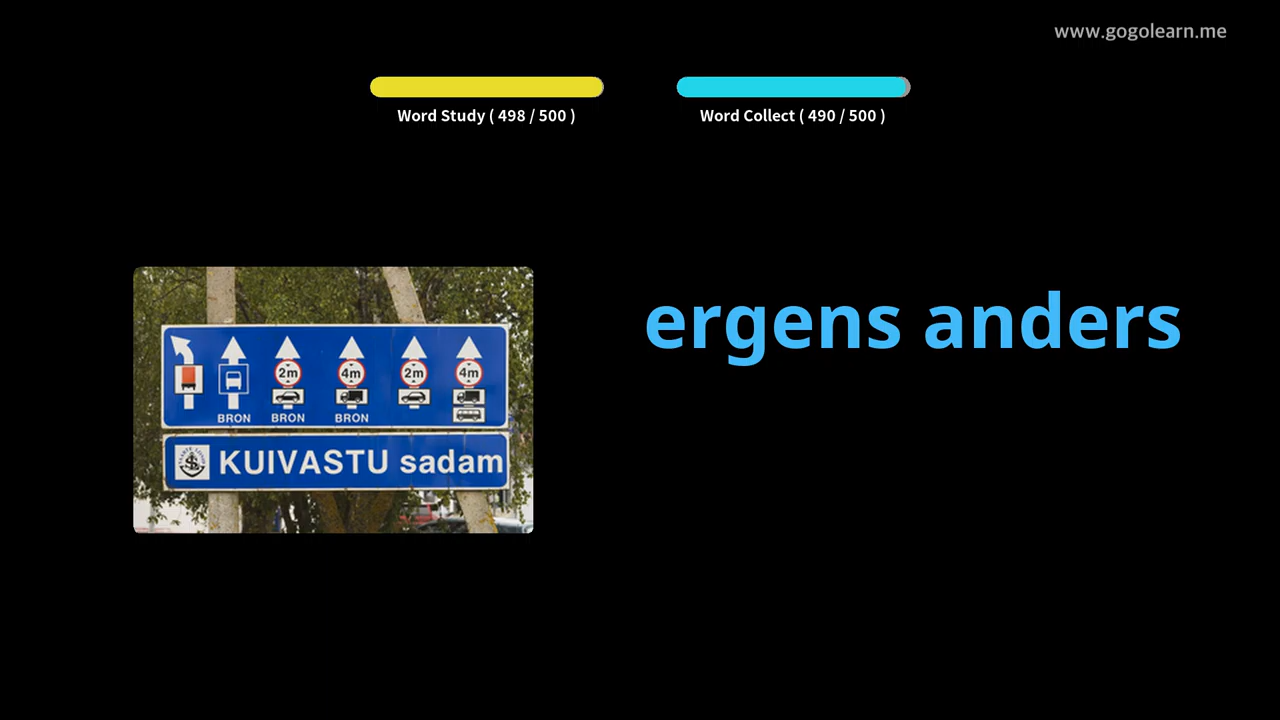 www.gogolearn.me
Word Study ( 498 / 500 )
Word Collect ( 490 / 500 )
ergens anders
2m 4m 2m 4m
BRON BRON BRON
KUIVASTU sadam